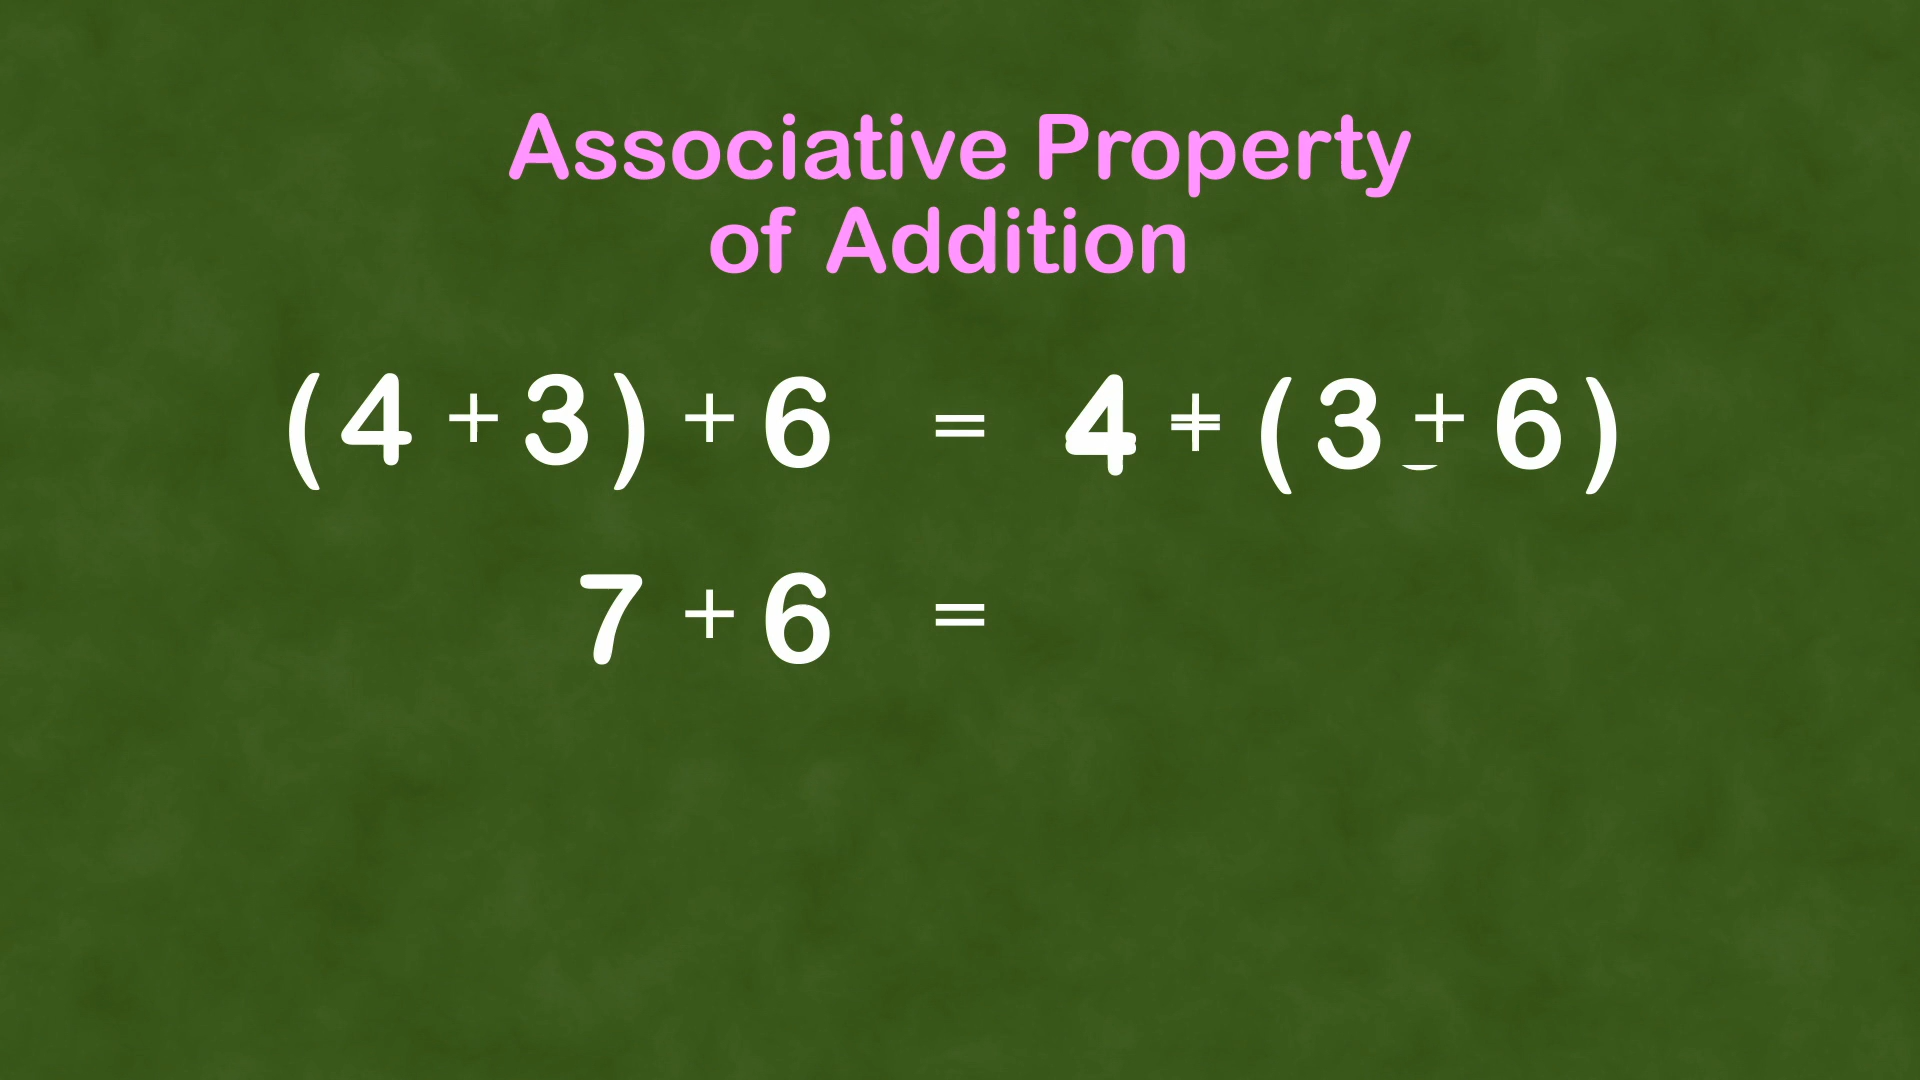 Associative Property
of Addition
(4 + 3) + 6 = 4 + (3 + 6)
7 + 6 =